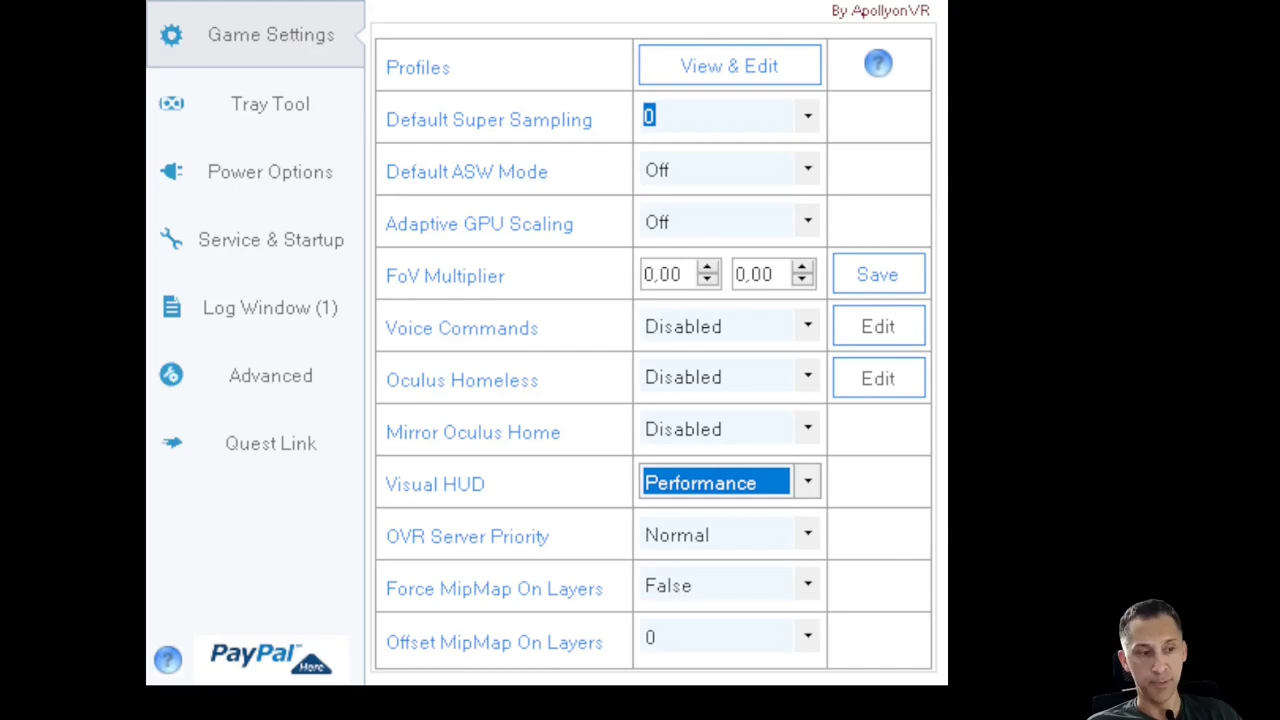 By ApollyonVR
Game Settings
Tray Tool
Power Options
Service & Startup
Log Window (1)
Advanced
Quest Link
PayPal™
Here
Profiles View & Edit
Default Super Sampling 0
Default ASW Mode Off
Adaptive GPU Scaling Off
FoV Multiplier 0,00 0,00 Save
Voice Commands Disabled Edit
Oculus Homeless Disabled Edit
Mirror Oculus Home Disabled
Visual HUD Performance
OVR Server Priority Normal
Force MipMap On Layers False
Offset MipMap On Layers 0